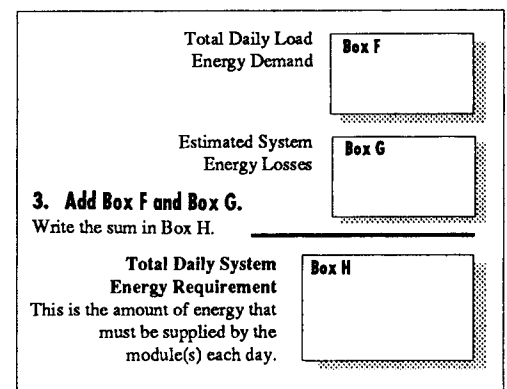 Total Daily Load
Energy Demand
Box F
Estimated System
Energy Losses
Box G
3. Add Box F and Box G.
Write the sum in Box H.
Total Daily System
Energy Requirement
This is the amount of energy that
must be supplied by the
module(s) each day.
Box H